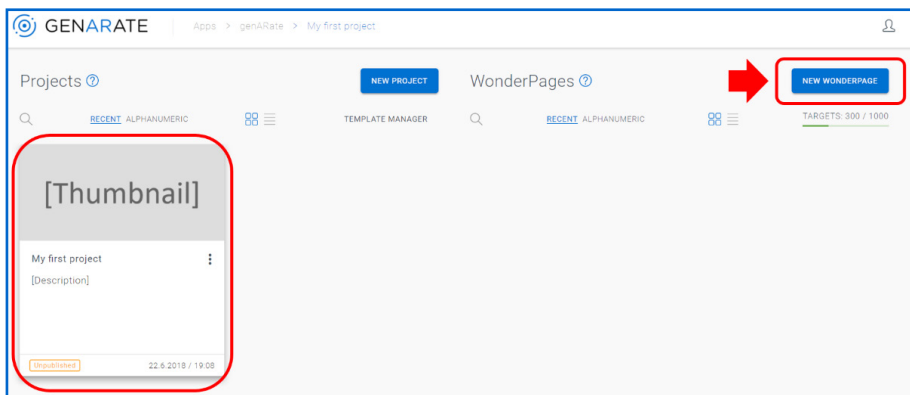 GENARATE
Apps > genARate > My first project
Projects ?
NEW PROJECT
WonderPages ?
NEW WONDERPAGE
RECENT ALPHANUMERIC
TEMPLATE MANAGER
RECENT ALPHANUMERIC
TARGETS: 300 / 1000
[Thumbnail]
My first project
[Description]
Unpublished
22.6.2018 / 19:08